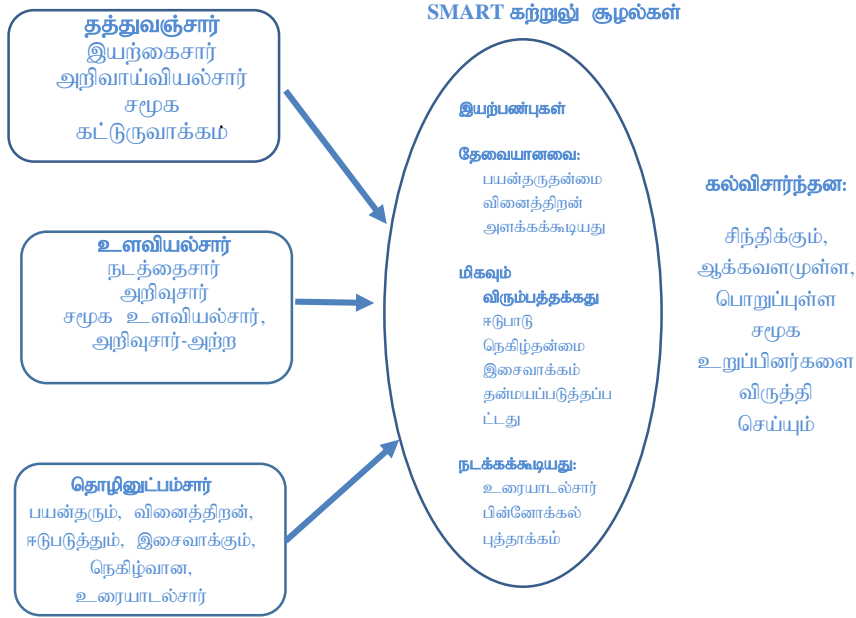 தத்துவஞ்சார்
இயற்கைசார்
அறிவாய்வியல்சார்
சமூக
கட்டுருவாக்கம்
உளவியல்சார்
நடத்தைசார்
அறிவுசார்
சமூக உளவியல்சார்,
அறிவுசார்-அற்ற
தொழினுட்பம்சார்
பயன்தரும், வினைத்திறன்,
ஈடுபடுத்தும், இசைவாக்கும்,
நெகிழ்வான,
உரையாடல்சார்
SMART கற்றுலு் சூழல்கள்
இயற்பண்புகள்
தேவையானவை:
பயன்தருதன்மை
வினைத்திறன்
அளக்கக்கூடியது
மிகவும்
விரும்பத்தக்கது
ஈடுபாடு
நெகிழ்தன்மை
இசைவாக்கம்
தன்மயப்படுத்தப்ப
ட்டது
நடக்கக்கூடியது:
உரையாடல்சார்
பின்னோக்கல்
புத்தாக்கம்
கல்விசார்ந்தன:
சிந்திக்கும்,
ஆக்கவளமுள்ள,
பொறுப்புள்ள
சமூக
உறுப்பினர்களை
விருத்தி
செய்யும்